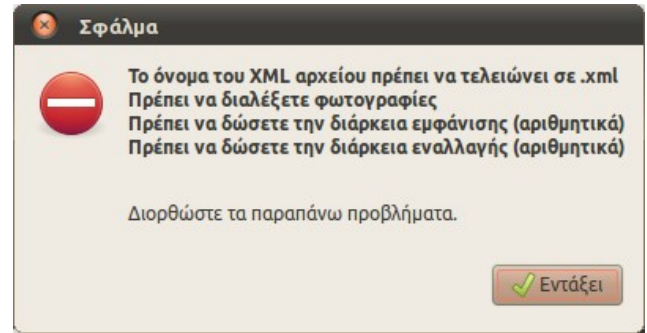 Σφάλμα
Το όνομα του XML αρχείου πρέπει να τελειώνει σε .xml
Πρέπει να διαλέξετε φωτογραφίες
Πρέπει να δώσετε την διάρκεια εμφάνισης (αριθμητικά)
Πρέπει να δώσετε την διάρκεια εναλλαγής (αριθμητικά)
Διορθώστε τα παραπάνω προβλήματα.
Εντάξει